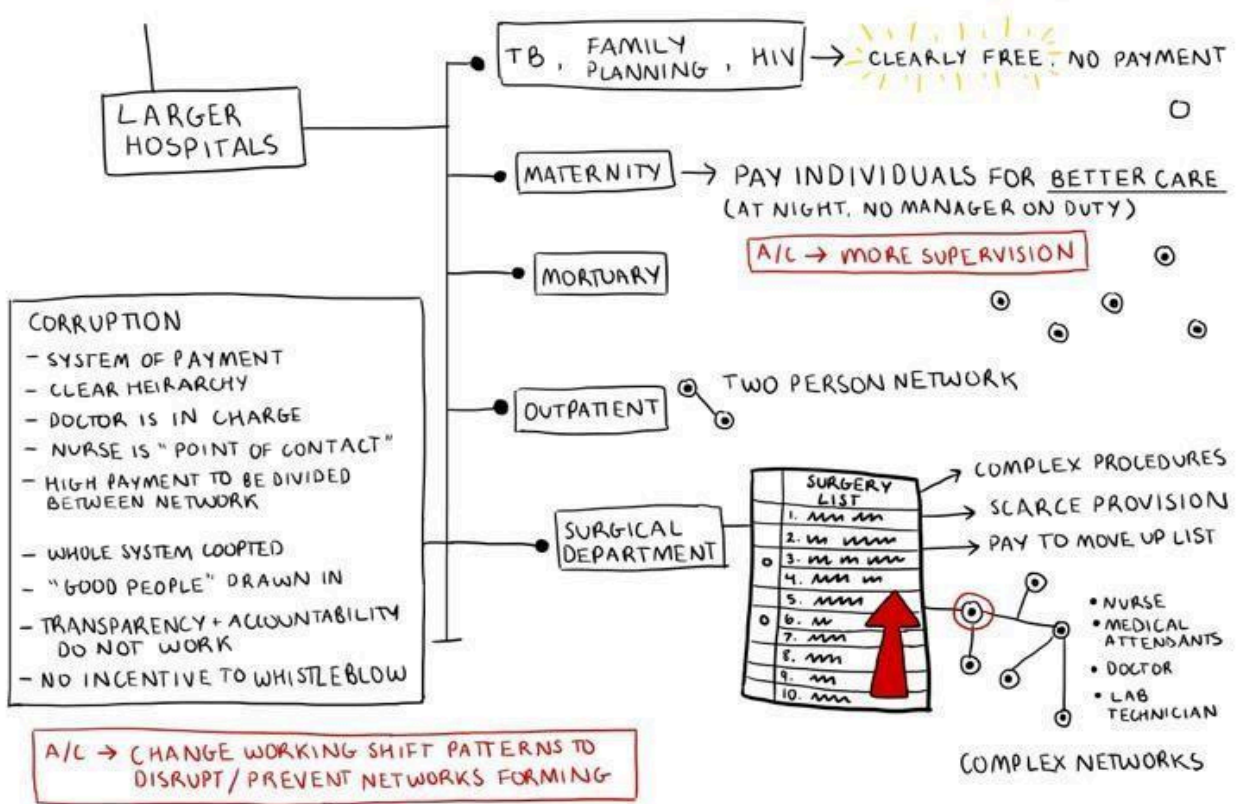 LARGER
HOSPITALS
TB, FAMILY
PLANNING, HIV → CLEARLY FREE. NO PAYMENT
MATERNITY → PAY INDIVIDUALS FOR BETTER CARE
(AT NIGHT, NO MANAGER ON DUTY)
A/C → MORE SUPERVISION
MORTUARY
OUTPATIENT
TWO PERSON NETWORK
SURGICAL
DEPARTMENT
SURGERY
LIST
1.
2.
3.
4.
5.
6.
7.
8.
9.
10.
COMPLEX PROCEDURES
SCARCE PROVISION
PAY TO MOVE UP LIST
• NURSE
• MEDICAL
ATTENDANTS
• DOCTOR
• LAB
TECHNICIAN
COMPLEX NETWORKS
CORRUPTION
- SYSTEM OF PAYMENT
- CLEAR HEIRARCHY
- DOCTOR IS IN CHARGE
- NURSE IS "POINT OF CONTACT"
- HIGH PAYMENT TO BE DIVIDED
BETWEEN NETWORK
- WHOLE SYSTEM COOPTED
- "GOOD PEOPLE" DRAWN IN
- TRANSPARENCY + ACCOUNTABILITY
DO NOT WORK
- NO INCENTIVE TO WHISTLEBLOW
A/C → CHANGE WORKING SHIFT PATTERNS TO
DISRUPT/PREVENT NETWORKS FORMING